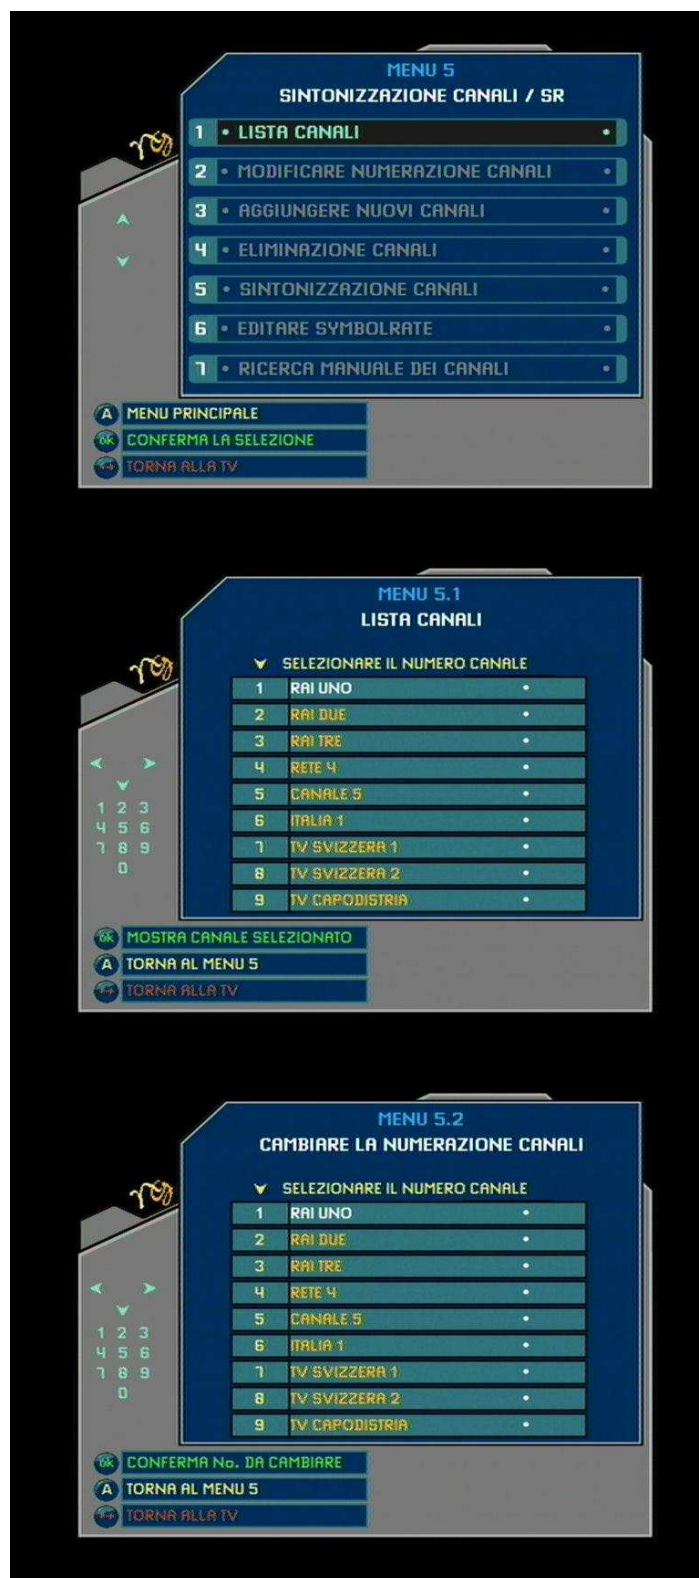 MENU 5
SINTONIZZAZIONE CANALI / SR
1 • LISTA CANALI •
2 • MODIFICARE NUMERAZIONE CANALI •
3 • AGGIUNGERE NUOVI CANALI •
4 • ELIMINAZIONE CANALI •
5 • SINTONIZZAZIONE CANALI •
6 • EDITARE SYMBOLRATE •
7 • RICERCA MANUALE DEI CANALI •
A MENU PRINCIPALE
OK CONFERMA LA SELEZIONE
TORNA ALLA TV
MENU 5.1
LISTA CANALI
SELEZIONARE IL NUMERO CANALE
1 RAI UNO •
2 RAI DUE •
3 RAI TRE •
4 RETE 4 •
5 CANALE 5 •
6 ITALIA 1 •
7 TV SVIZZERA 1 •
8 TV SVIZZERA 2 •
9 TV CAPODISTRIA •
1 2 3
4 5 6
7 8 9
0
OK MOSTRA CANALE SELEZIONATO
A TORNA AL MENU 5
TORNA ALLA TV
MENU 5.2
CAMBIARE LA NUMERAZIONE CANALI
SELEZIONARE IL NUMERO CANALE
1 RAI UNO •
2 RAI DUE •
3 RAI TRE •
4 RETE 4 •
5 CANALE 5 •
6 ITALIA 1 •
7 TV SVIZZERA 1 •
8 TV SVIZZERA 2 •
9 TV CAPODISTRIA •
1 2 3
4 5 6
7 8 9
0
OK CONFERMA No. DA CAMBIARE
A TORNA AL MENU 5
TORNA ALLA TV